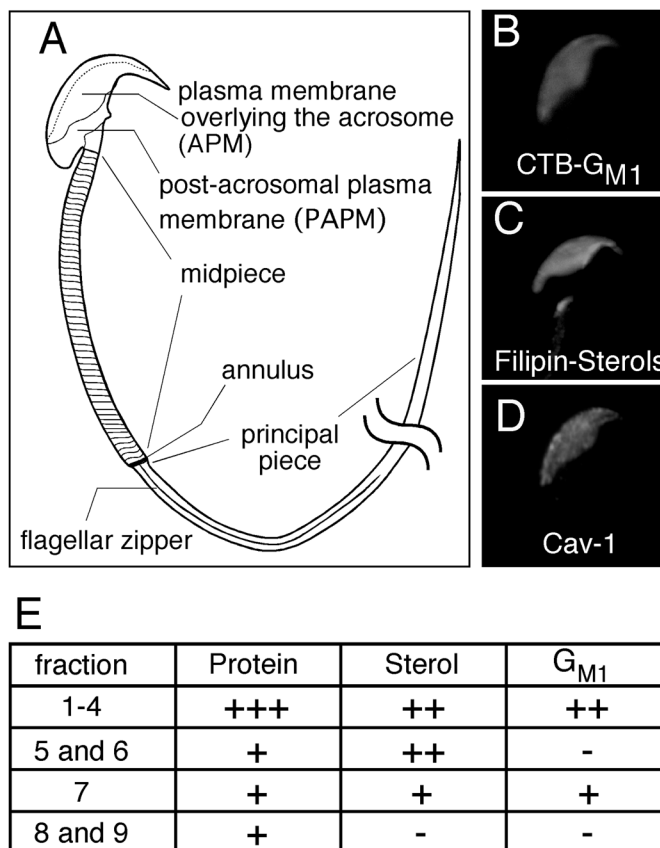 A
plasma membrane
overlying the acrosome
(APM)
post-acrosomal plasma
membrane (PAPM)
midpiece
annulus
principal
piece
flagellar zipper
B
CTB-GM1
C
Filipin-Sterols
D
Cav-1
E
fraction Protein Sterol GM1
1-4 +++ ++ ++
5 and 6 + ++ -
7 + + +
8 and 9 + - -